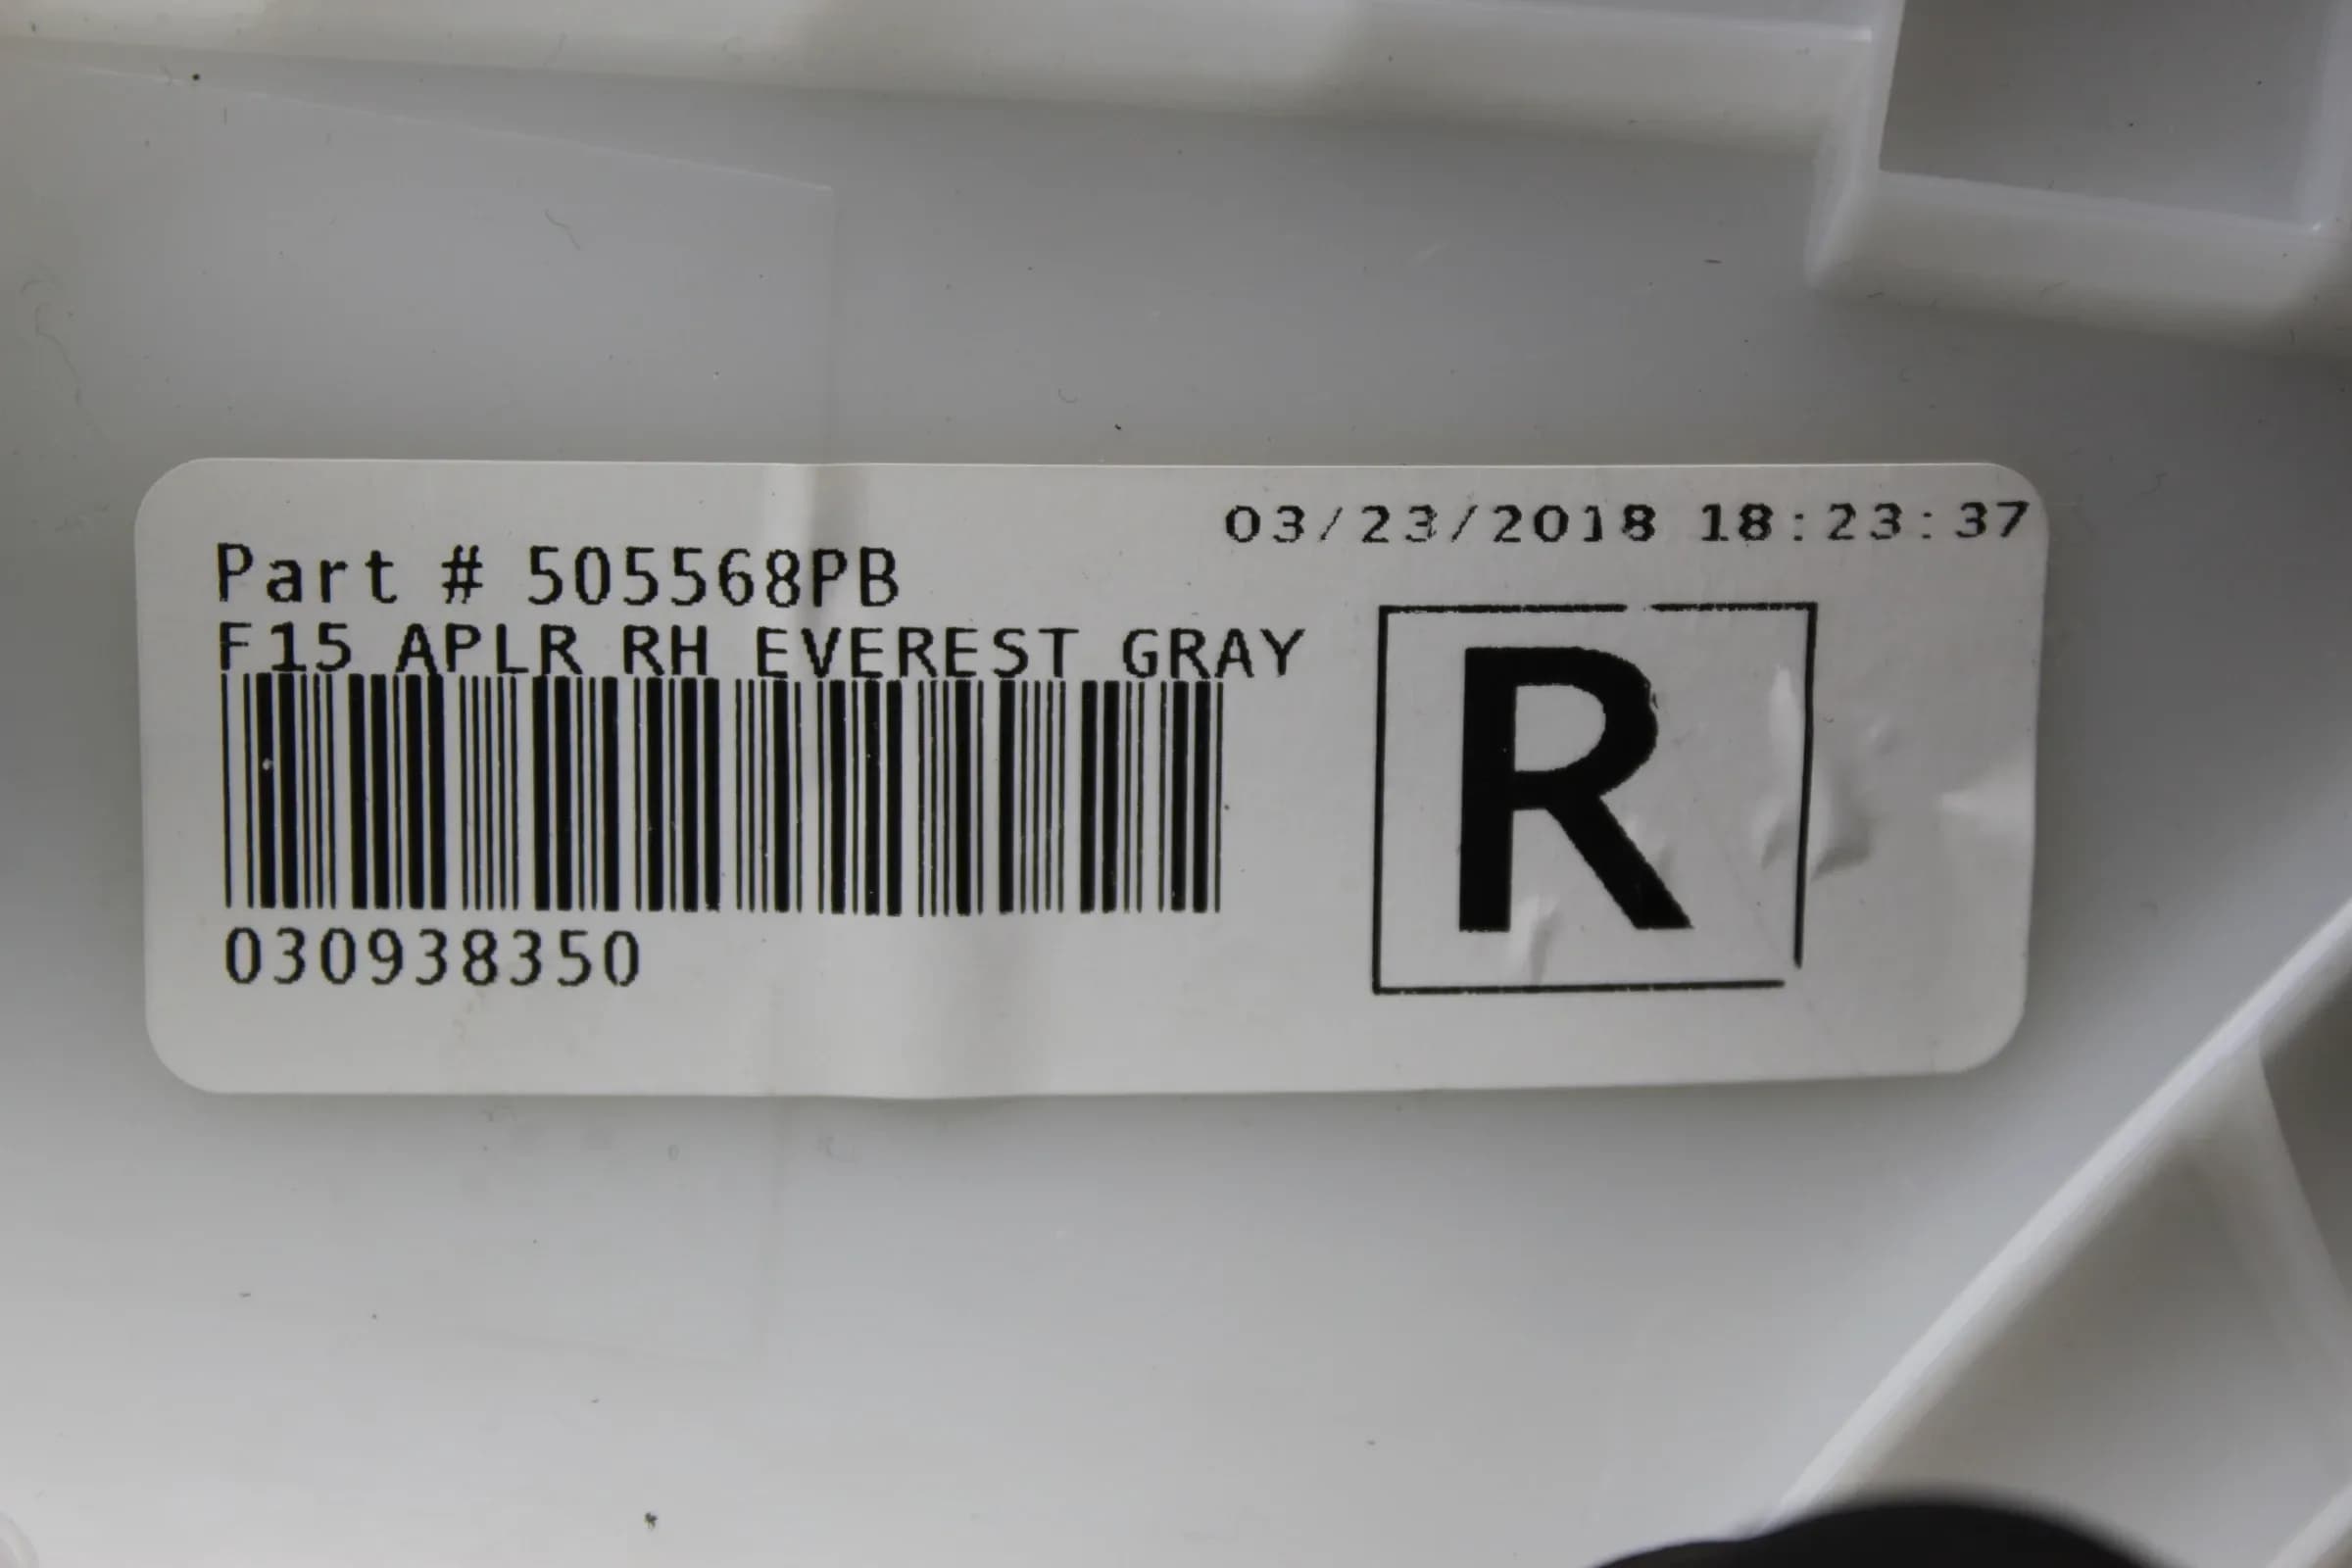 03/23/2018 18:23:37
Part # 505568PB
F15 APLR RH EVEREST GRAY
R
030938350